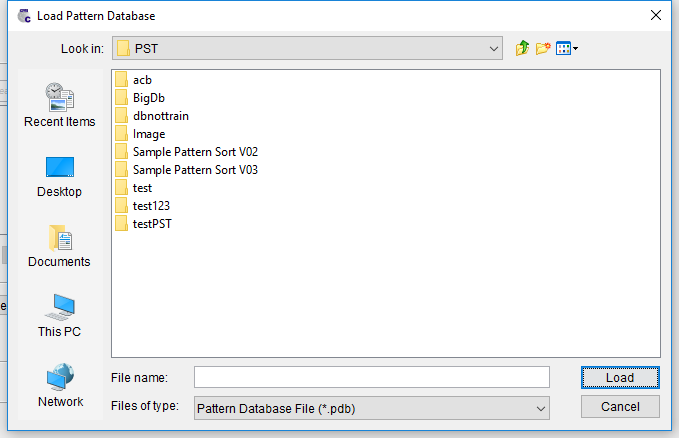 Load Pattern Database
Look in: PST
Recent Items
Desktop
Documents
This PC
Network
acb
BigDb
dbnottrain
Image
Sample Pattern Sort V02
Sample Pattern Sort V03
test
test123
testPST
File name:
Load
Files of type: Pattern Database File (*.pdb)
Cancel